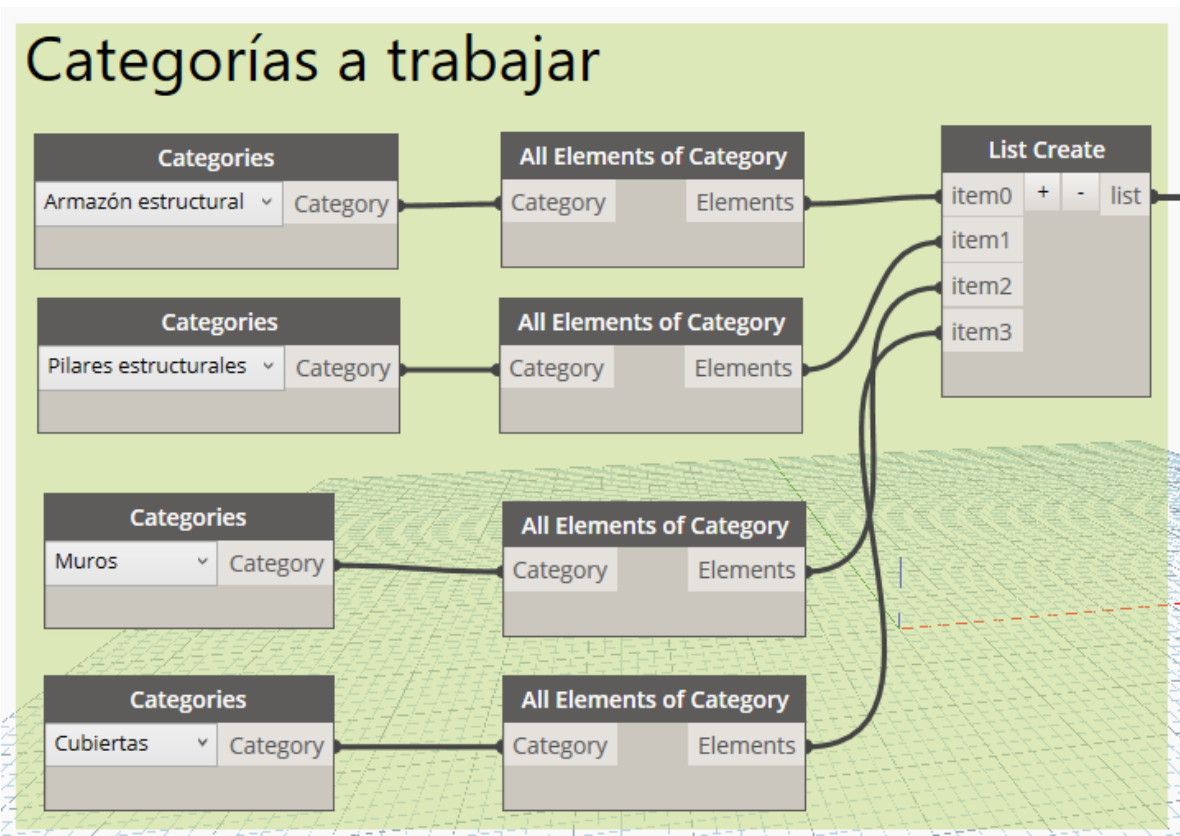 Categorías a trabajar
Categories
Armazón estructural Category
All Elements of Category
Category Elements
List Create
item0 + - list
item1
item2
item3
Categories
Pilares estructurales Category
All Elements of Category
Category Elements
Categories
Muros Category
All Elements of Category
Category Elements
Categories
Cubiertas Category
All Elements of Category
Category Elements